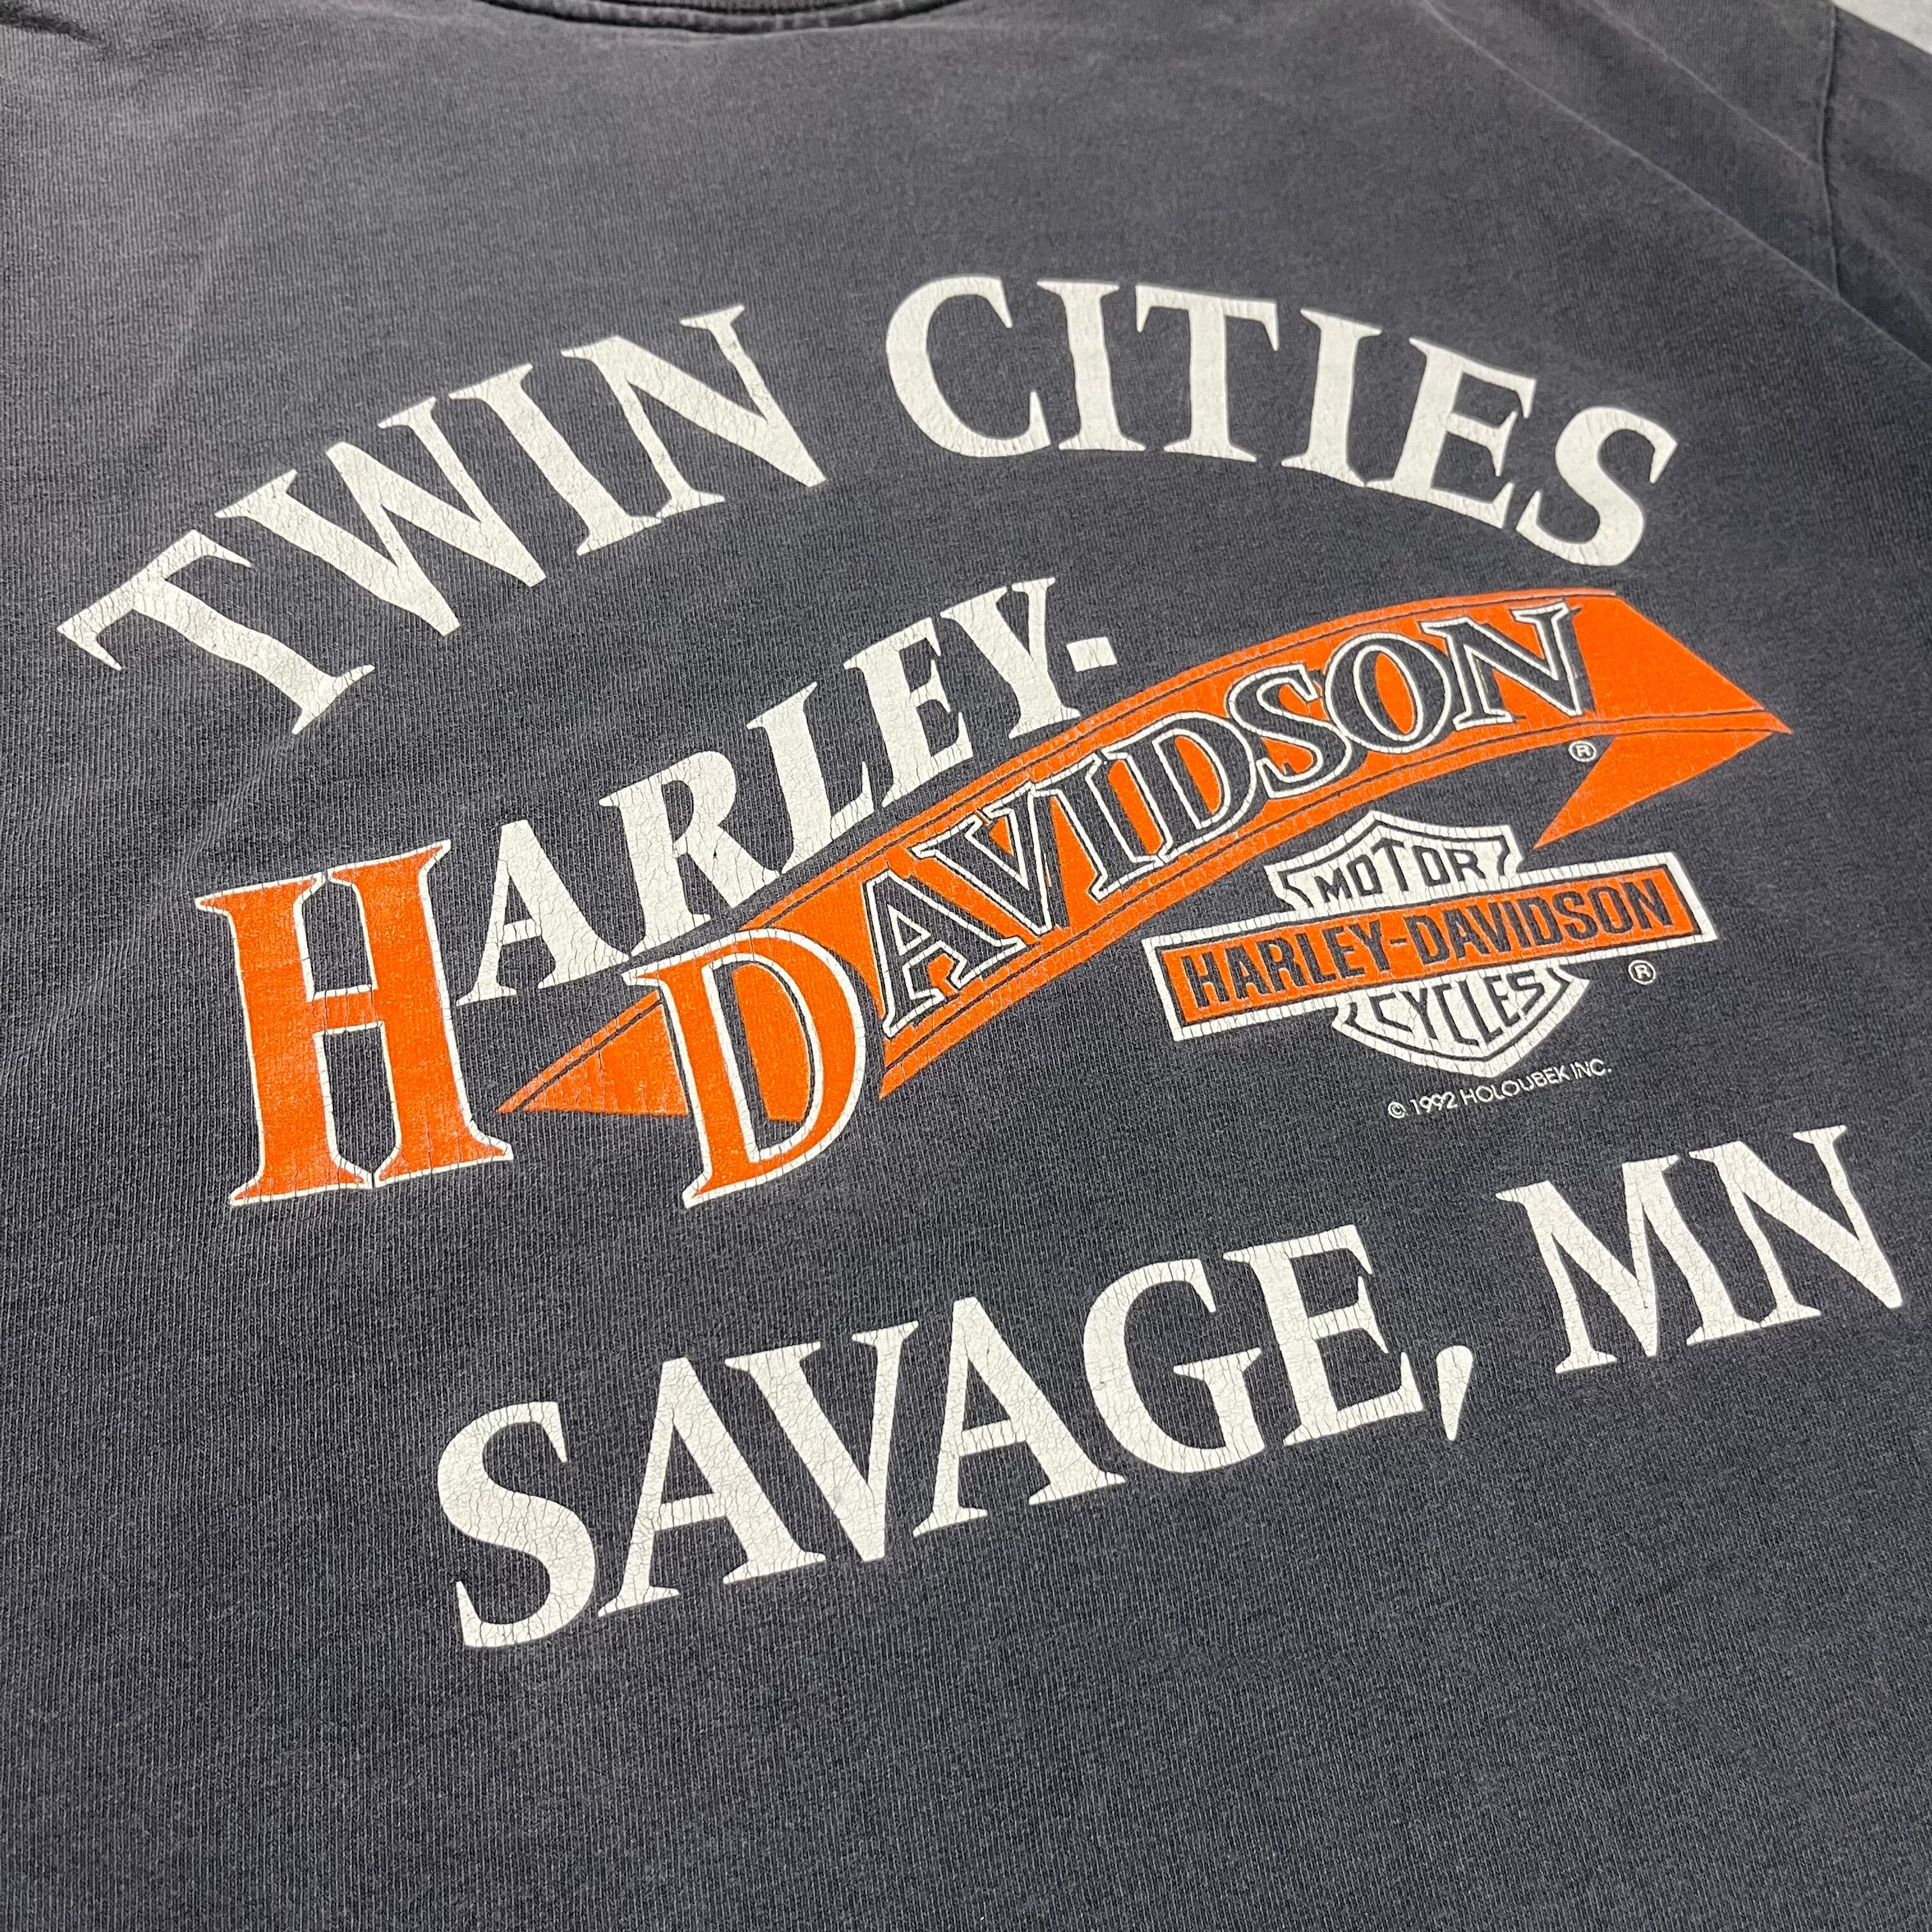 TWIN CITIES
HARLEY-
DAVIDSON ®
MOTOR
HARLEY-DAVIDSON
CYCLES ®
© 1992 HOLOUBEK INC.
SAVAGE, MN